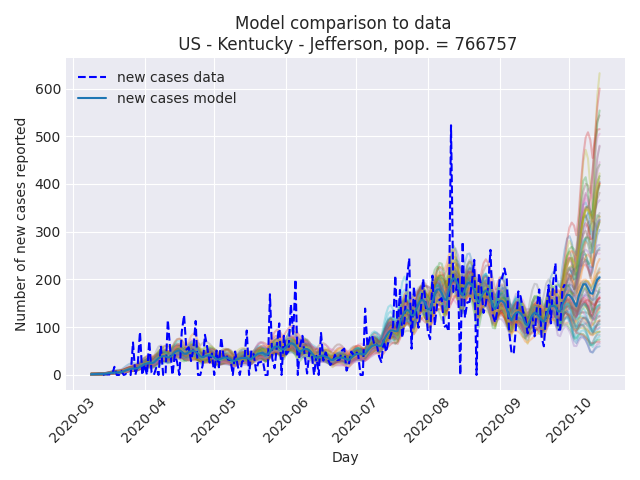 Model comparison to data
US - Kentucky - Jefferson, pop. = 766757
new cases data
new cases model
Number of new cases reported
600
500
400
300
200
100
0
2020-03
2020-04
2020-05
2020-06
2020-07
2020-08
2020-09
2020-10
Day